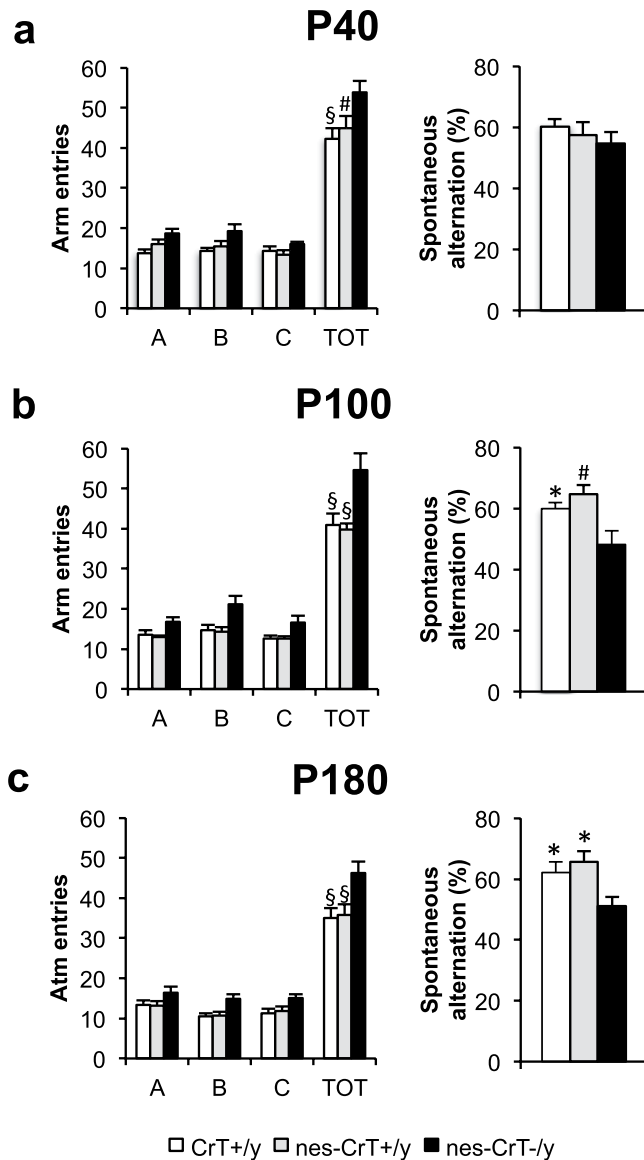 a
P40
60
50
40
30
20
10
0
Arm entries
§ #
A B C TOT
80
60
40
20
0
Spontaneous
alternation (%)
b
P100
60
50
40
30
20
10
0
Arm entries
§ §
A B C TOT
80
60
40
20
0
Spontaneous
alternation (%)
* #
c
P180
60
50
40
30
20
10
0
Atm entries
§ §
A B C TOT
80
60
40
20
0
Spontaneous
alternation (%)
* *
CrT+/y nes-CrT+/y nes-CrT-/y